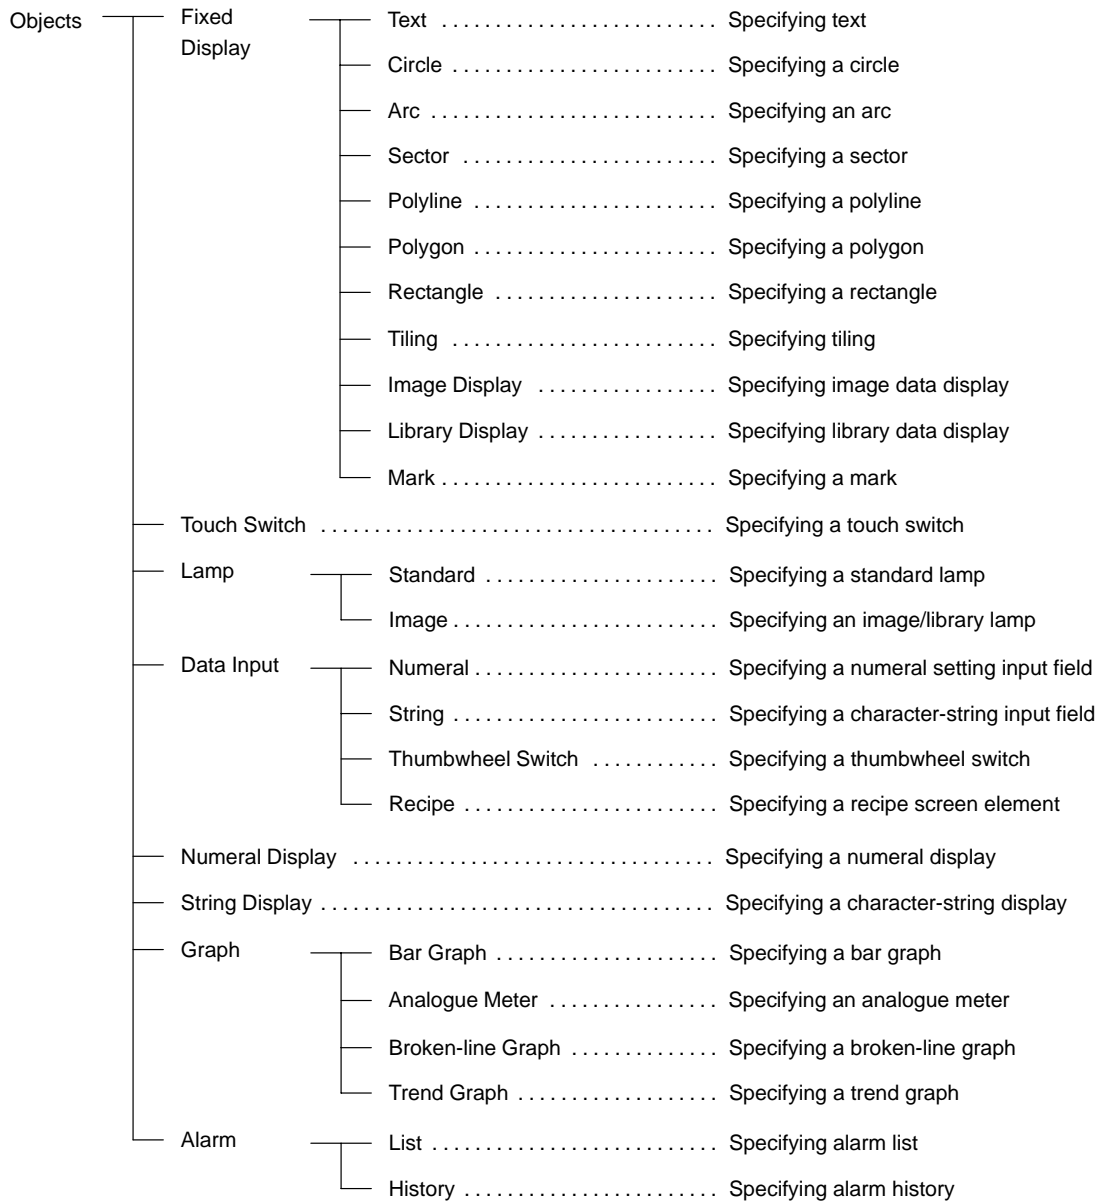 Objects Fixed Display Text . . . . . . . . . . . . . . . . . . . . . . . . . Specifying text
Circle . . . . . . . . . . . . . . . . . . . . . . . . . Specifying a circle
Arc . . . . . . . . . . . . . . . . . . . . . . . . . . . Specifying an arc
Sector . . . . . . . . . . . . . . . . . . . . . . . . Specifying a sector
Polyline . . . . . . . . . . . . . . . . . . . . . . . Specifying a polyline
Polygon . . . . . . . . . . . . . . . . . . . . . . . Specifying a polygon
Rectangle . . . . . . . . . . . . . . . . . . . . . Specifying a rectangle
Tiling . . . . . . . . . . . . . . . . . . . . . . . . . Specifying tiling
Image Display . . . . . . . . . . . . . . . . . Specifying image data display
Library Display . . . . . . . . . . . . . . . . . Specifying library data display
Mark . . . . . . . . . . . . . . . . . . . . . . . . . . Specifying a mark
Touch Switch . . . . . . . . . . . . . . . . . . . . . . . . . . . . . . . . . . . . . Specifying a touch switch
Lamp Standard . . . . . . . . . . . . . . . . . . . . . . Specifying a standard lamp
Image . . . . . . . . . . . . . . . . . . . . . . . . . Specifying an image/library lamp
Data Input Numeral . . . . . . . . . . . . . . . . . . . . . . . Specifying a numeral setting input field
String . . . . . . . . . . . . . . . . . . . . . . . . . Specifying a character-string input field
Thumbwheel Switch . . . . . . . . . . . . Specifying a thumbwheel switch
Recipe . . . . . . . . . . . . . . . . . . . . . . . . Specifying a recipe screen element
Numeral Display . . . . . . . . . . . . . . . . . . . . . . . . . . . . . . . . . . Specifying a numeral display
String Display . . . . . . . . . . . . . . . . . . . . . . . . . . . . . . . . . . . . . Specifying a character-string display
Graph Bar Graph . . . . . . . . . . . . . . . . . . . . . Specifying a bar graph
Analogue Meter . . . . . . . . . . . . . . . . Specifying an analogue meter
Broken-line Graph . . . . . . . . . . . . . . Specifying a broken-line graph
Trend Graph . . . . . . . . . . . . . . . . . . . . Specifying a trend graph
Alarm List . . . . . . . . . . . . . . . . . . . . . . . . . . . Specifying alarm list
History . . . . . . . . . . . . . . . . . . . . . . . . Specifying alarm history